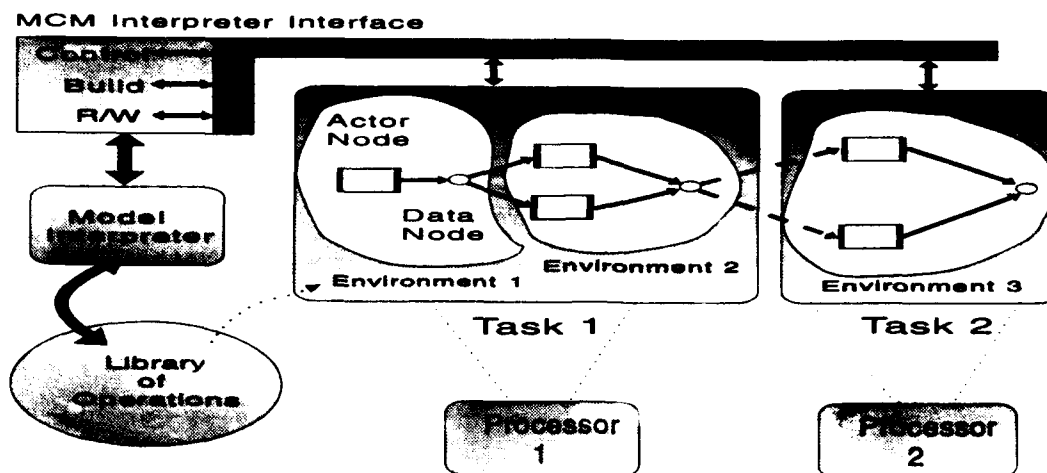 MCM Interpreter Interface
Control
Build
R/W
Actor
Node
Data
Node
Environment 1
Environment 2
Environment 3
Task 1
Task 2
Model
Interpreter
Library
of
Operations
Processor
1
Processor
2